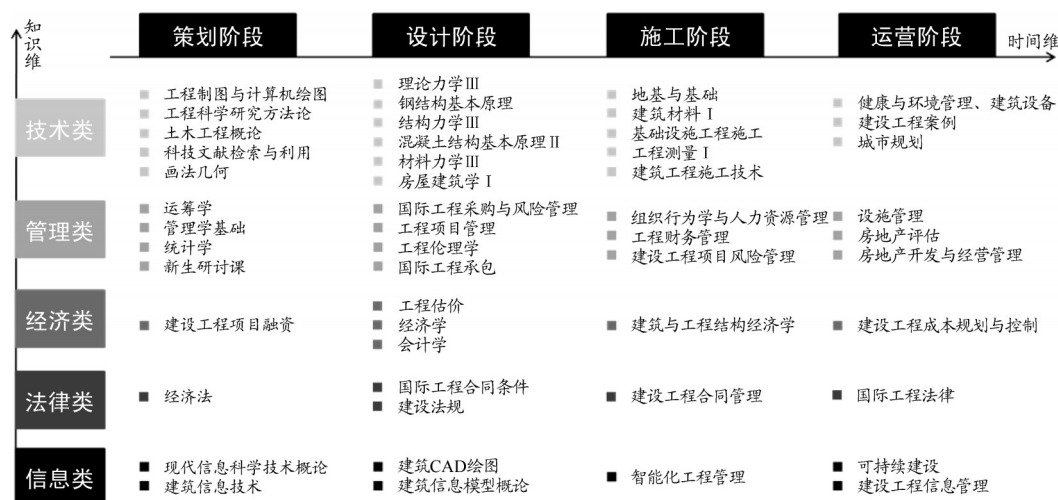 知识维
策划阶段
设计阶段
施工阶段
运营阶段
时间维
技术类
工程制图与计算机绘图
工程科学研究方法论
土木工程概论
科技文献检索与利用
画法几何
理论力学Ⅲ
钢结构基本原理
结构力学Ⅲ
混凝土结构基本原理Ⅱ
材料力学Ⅲ
房屋建筑学Ⅰ
地基与基础
建筑材料Ⅰ
基础设施工程施工
工程测量Ⅰ
建筑工程施工技术
健康与环境管理、建筑设备
建设工程案例
城市规划
管理类
运筹学
管理学基础
统计学
新生研讨课
国际工程采购与风险管理
工程项目管理
工程伦理学
国际工程承包
组织行为学与人力资源管理
工程财务管理
建设工程项目风险管理
设施管理
房地产评估
房地产开发与经营管理
经济类
建设工程项目融资
工程估价
经济学
会计学
建筑与工程结构经济学
建设工程成本规划与控制
法律类
经济法
国际工程合同条件
建设法规
建设工程合同管理
国际工程法律
信息类
现代信息科学技术概论
建筑信息技术
建筑CAD绘图
建筑信息模型概论
智能化工程管理
可持续建设
建设工程信息管理